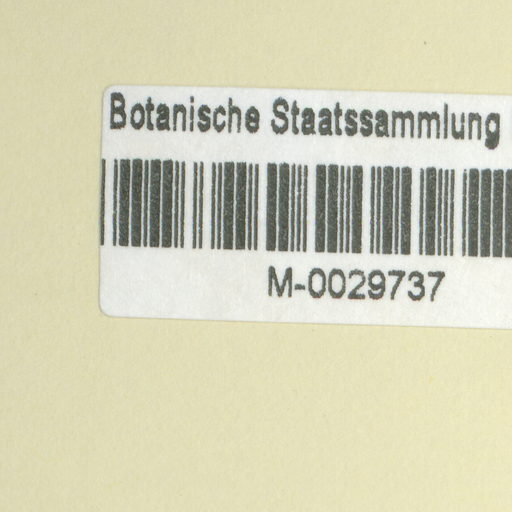 Botanische Staatssammlung
M-0029737